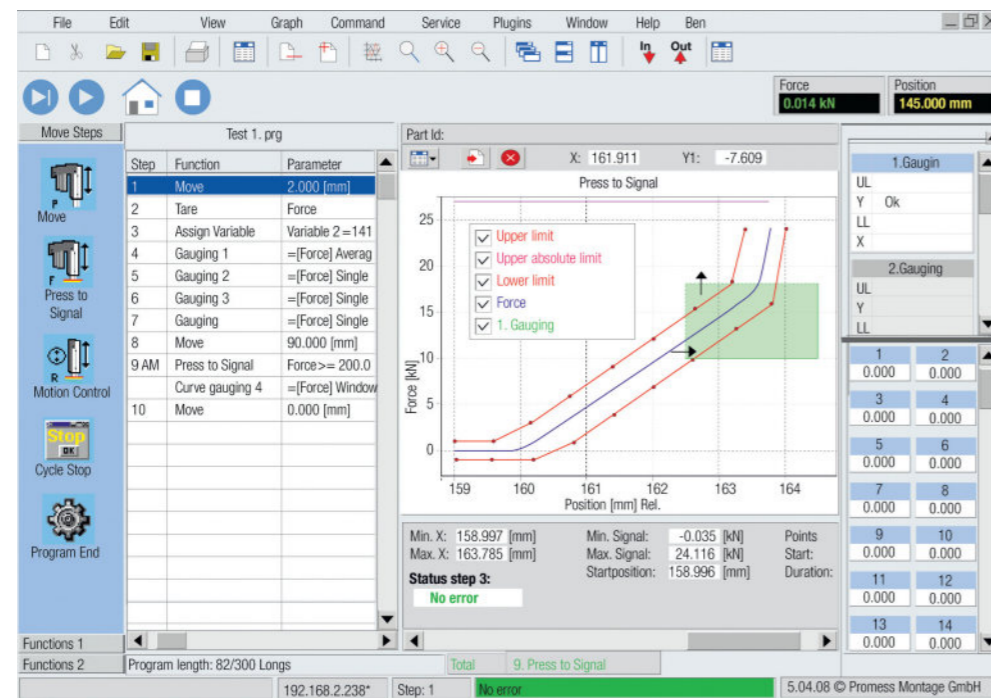 File Edit View Graph Command Service Plugins Window Help Ben
In Out
Force Position
0.014 kN 145.000 mm
Move Steps
Move
Press to
Signal
Motion Control
Stop
OK
Cycle Stop
Program End
Functions 1
Functions 2
Test 1. prg
Step Function Parameter
1 Move 2.000 [mm]
2 Tare Force
3 Assign Variable Variable 2=141
4 Gauging 1 =[Force] Averag
5 Gauging 2 =[Force] Single
6 Gauging 3 =[Force] Single
7 Gauging =[Force] Single
8 Move 90.000 [mm]
9 AM Press to Signal Force>= 200.0
Curve gauging 4 =[Force] Window
10 Move 0.000 [mm]
Part Id:
X: 161.911 Y1: -7.609
Press to Signal
Upper limit
Upper absolute limit
Lower limit
Force
1. Gauging
Force [kN]
25
20
15
10
5
0
159 160 161 162 163 164
Position [mm] Rel.
Min. X: 158.997 [mm] Min. Signal: -0.035 [kN] Points
Max. X: 163.785 [mm] Max. Signal: 24.116 [kN] Start:
Startposition: 158.996 [mm] Duration:
Status step 3:
No error
1.Gaugin
UL
Y Ok
LL
X
2.Gauging
UL
Y
LL
1 2
0.000 0.000
3 4
0.000 0.000
5 6
0.000 0.000
7 8
0.000 0.000
9 10
0.000 0.000
11 12
0.000 0.000
13 14
0.000 0.000
Program length: 82/300 Longs Total 9. Press to Signal
192.168.2.238* Step: 1 No error 5.04.08 © Promess Montage GmbH